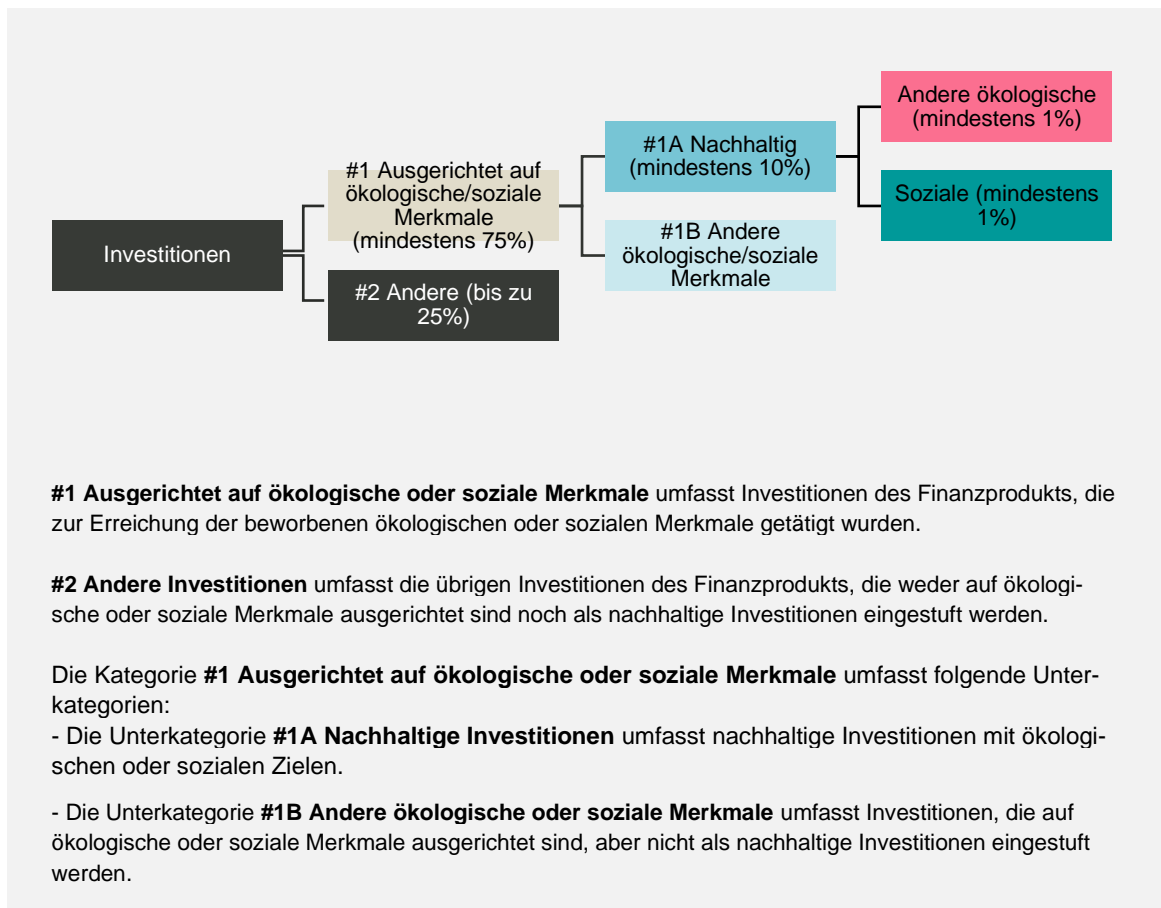 Investitionen
#1 Ausgerichtet auf
ökologische/soziale
Merkmale
(mindestens 75%)
#2 Andere (bis zu
25%)
#1A Nachhaltig
(mindestens 10%)
#1B Andere
ökologische/soziale
Merkmale
Andere ökologische
(mindestens 1%)
Soziale (mindestens
1%)
#1 Ausgerichtet auf ökologische oder soziale Merkmale umfasst Investitionen des Finanzprodukts, die
zur Erreichung der beworbenen ökologischen oder sozialen Merkmale getätigt wurden.
#2 Andere Investitionen umfasst die übrigen Investitionen des Finanzprodukts, die weder auf ökologi-
sche oder soziale Merkmale ausgerichtet sind noch als nachhaltige Investitionen eingestuft werden.
Die Kategorie #1 Ausgerichtet auf ökologische oder soziale Merkmale umfasst folgende Unter-
kategorien:
- Die Unterkategorie #1A Nachhaltige Investitionen umfasst nachhaltige Investitionen mit ökologi-
schen oder sozialen Zielen.
- Die Unterkategorie #1B Andere ökologische oder soziale Merkmale umfasst Investitionen, die auf
ökologische oder soziale Merkmale ausgerichtet sind, aber nicht als nachhaltige Investitionen eingestuft
werden.